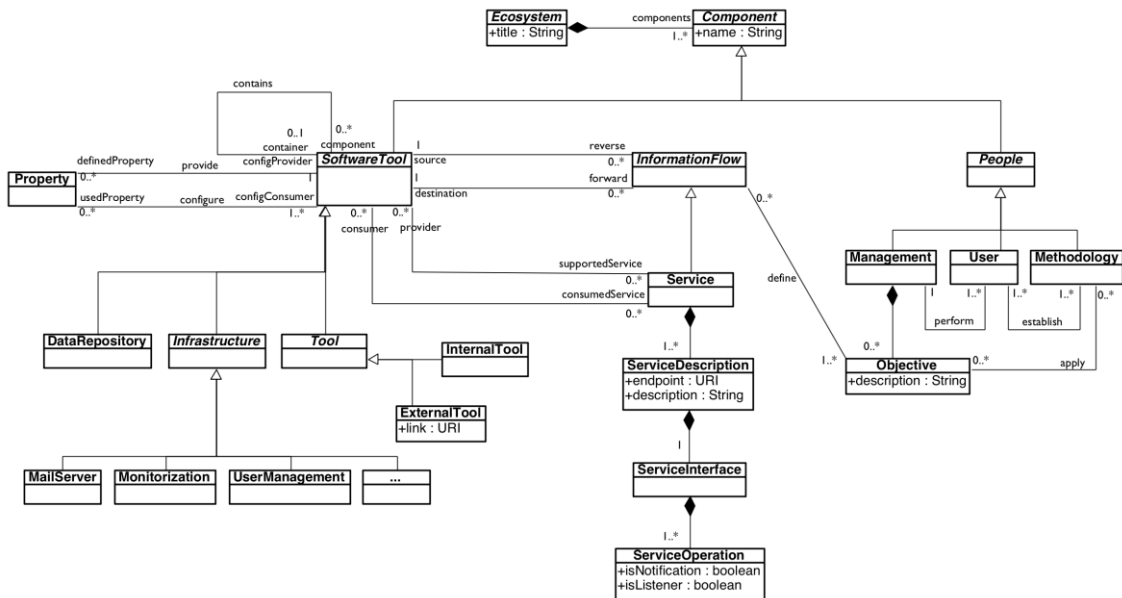 Ecosystem
+title : String
components
1..*
Component
+name : String
contains
0..1
container
0..*
component
definedProperty
0..*
provide
configProvider
1
SoftwareTool
1
source
reverse
0..*
InformationFlow
People
Property
usedProperty
0..*
configure
configConsumer
1..*
1
destination
forward
0..*
0..*
consumer
0..*
provider
0..*
Management
User
Methodology
supportedService
0..*
Service
consumedService
0..*
define
1
1..*
perform
1..*
1..*
establish
0..*
DataRepository
Infrastructure
Tool
InternalTool
1..*
ServiceDescription
+endpoint : URI
+description : String
0..*
1..*
Objective
+description : String
0..*
apply
ExternalTool
+link : URI
1
MailServer
Monitorization
UserManagement
...
ServiceInterface
1..*
ServiceOperation
+isNotification : boolean
+isListener : boolean